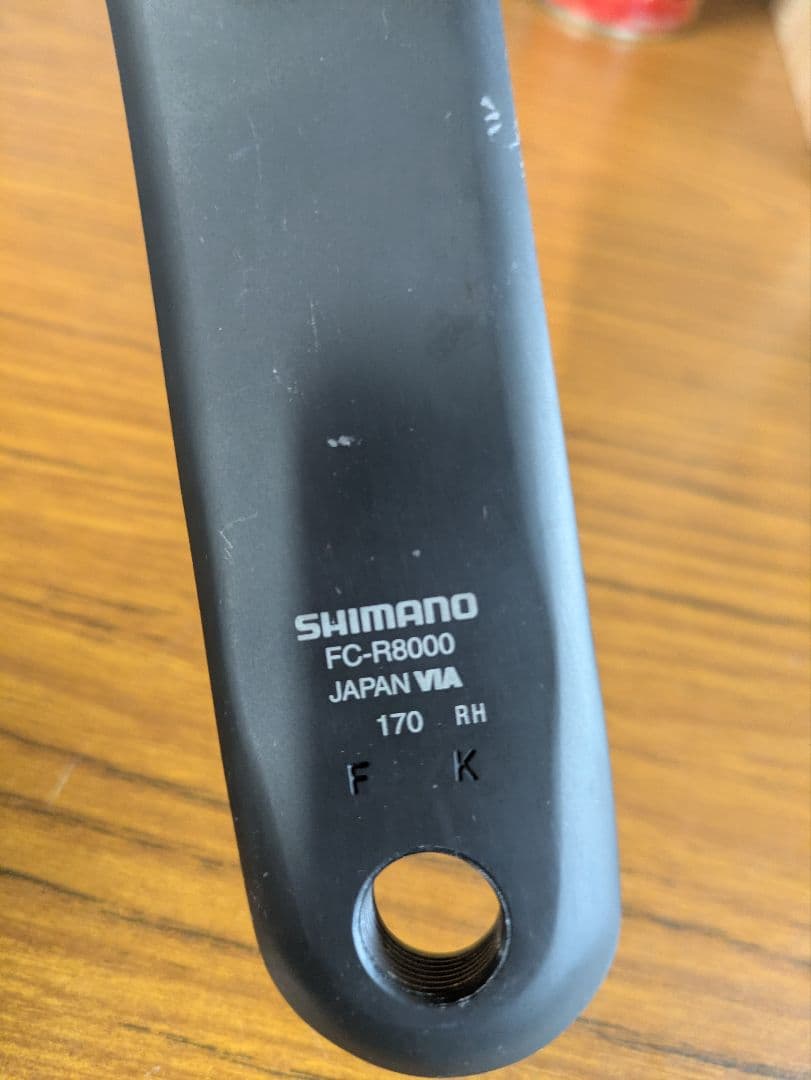 SHIMANO
FC-R8000
JAPAN VIA
170 RH
F K